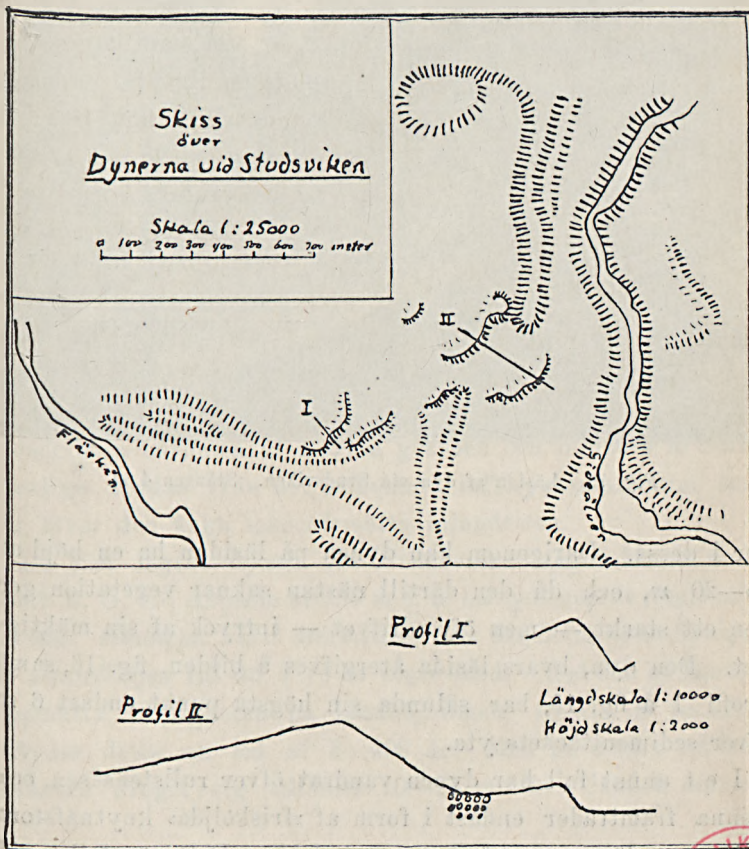 Skiss
över
Dynerna vid Studsviken
Skala 1:25000
0 100 200 300 400 500 600 700 meter
II
I
Flärken
Profil I
Längdskala 1:10000
Höjdskala 1:2000
Profil II